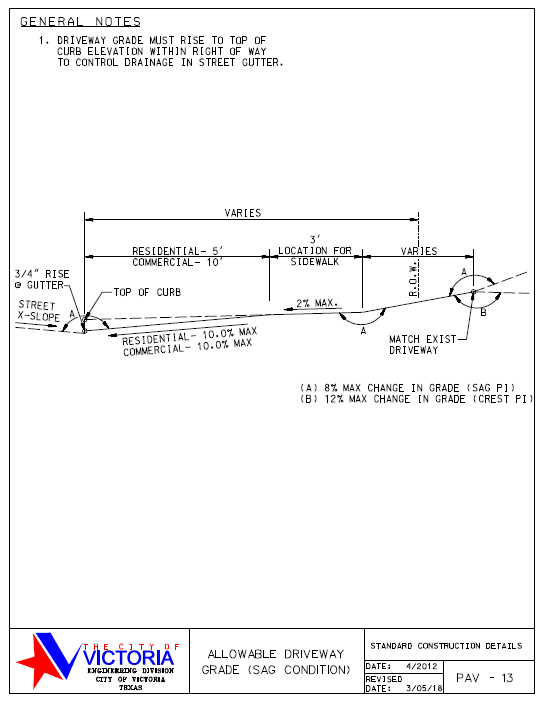 GENERAL NOTES
1. DRIVEWAY GRADE MUST RISE TO TOP OF
CURB ELEVATION WITHIN RIGHT OF WAY
TO CONTROL DRAINAGE IN STREET GUTTER.
VARIES
RESIDENTIAL- 5'
COMMERCIAL- 10'
3'
LOCATION FOR
SIDEWALK
VARIES
R.O.W.
3/4" RISE
@ GUTTER
TOP OF CURB
STREET
X-SLOPE
A
2% MAX.
A
A
B
RESIDENTIAL- 10.0% MAX
COMMERCIAL- 10.0% MAX
MATCH EXIST
DRIVEWAY
(A) 8% MAX CHANGE IN GRADE (SAG PI)
(B) 12% MAX CHANGE IN GRADE (CREST PI)
THE CITY OF
VICTORIA
ENGINEERING DIVISION
CITY OF VICTORIA
TEXAS
ALLOWABLE DRIVEWAY
GRADE (SAG CONDITION)
STANDARD CONSTRUCTION DETAILS
DATE: 4/2012
REVISED
DATE: 3/05/18
PAV - 13